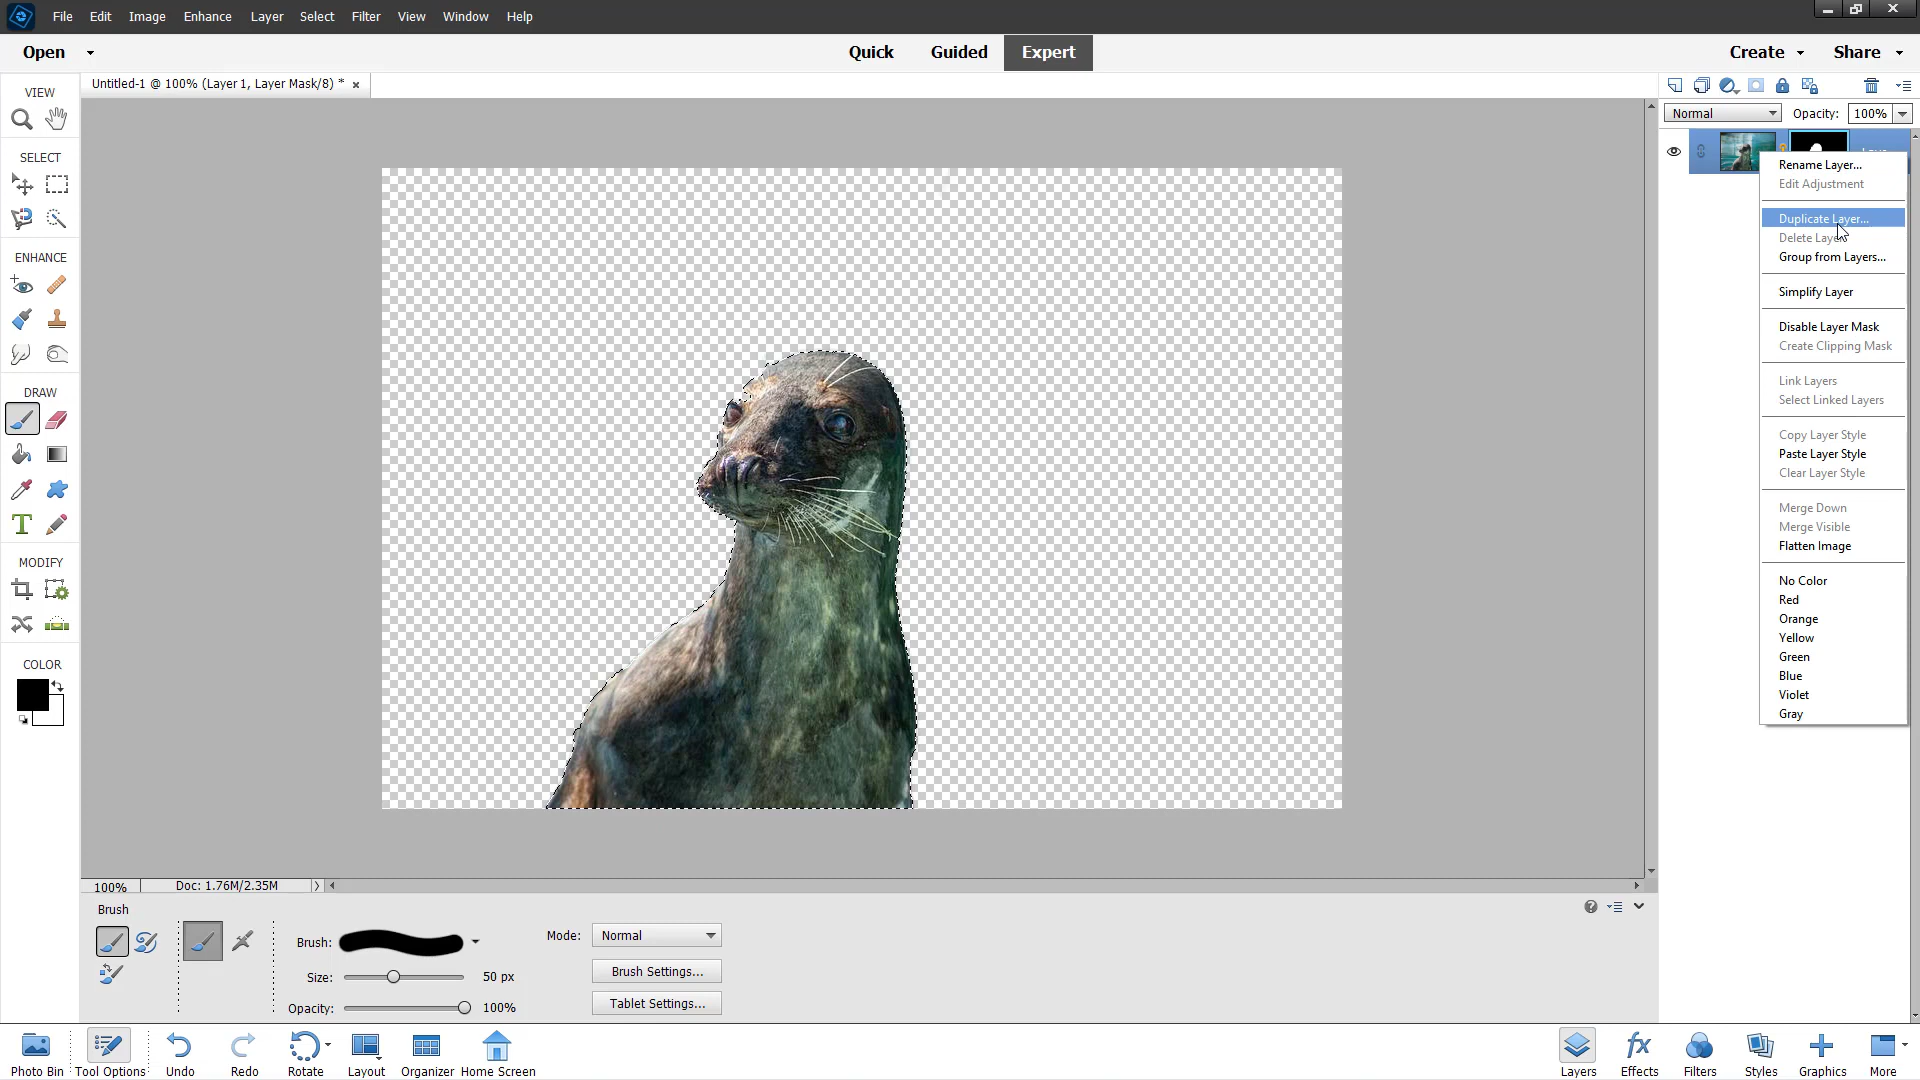 File Edit Image Enhance Layer Select Filter View Window Help
Open Quick Guided Expert Create Share
Untitled-1 @ 100% (Layer 1, Layer Mask/8) *
VIEW
SELECT
ENHANCE
DRAW
MODIFY
COLOR
Normal Opacity: 100%
Rename Layer...
Edit Adjustment
Duplicate Layer...
Delete Layer
Group from Layers...
Simplify Layer
Disable Layer Mask
Create Clipping Mask
Link Layers
Select Linked Layers
Copy Layer Style
Paste Layer Style
Clear Layer Style
Merge Down
Merge Visible
Flatten Image
No Color
Red
Orange
Yellow
Green
Blue
Violet
Gray
100% Doc: 1.76M/2.35M
Brush
Brush:
Size: 50 px
Opacity: 100%
Mode: Normal
Brush Settings...
Tablet Settings...
Photo Bin Tool Options Undo Redo Rotate Layout Organizer Home Screen Layers Effects Filters Styles Graphics More